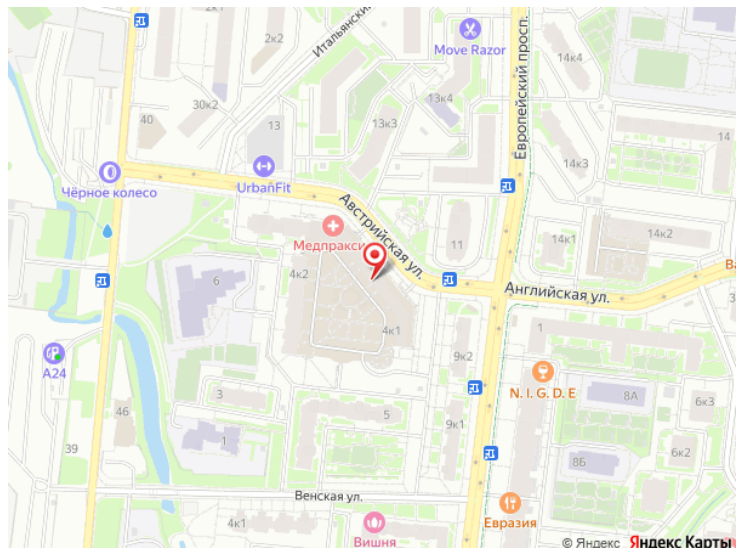 2к2
Итальянски
Move Razor
14к4
Европейский просп.
30к2
40
13
13к3
13к4
14
14к3
Чёрное колесо
UrbanFit
Австрийская ул.
Медпракси
11
14к1
14к2
6
4к2
Английская ул.
Ва
4к1
1
9к2
A24
N. I. G. D. E
3
46
5
8А
6к3
9к1
1
39
8Б
6к2
Венская ул.
4к1
Вишня
Евразия
© Яндекс Яндекс Карты